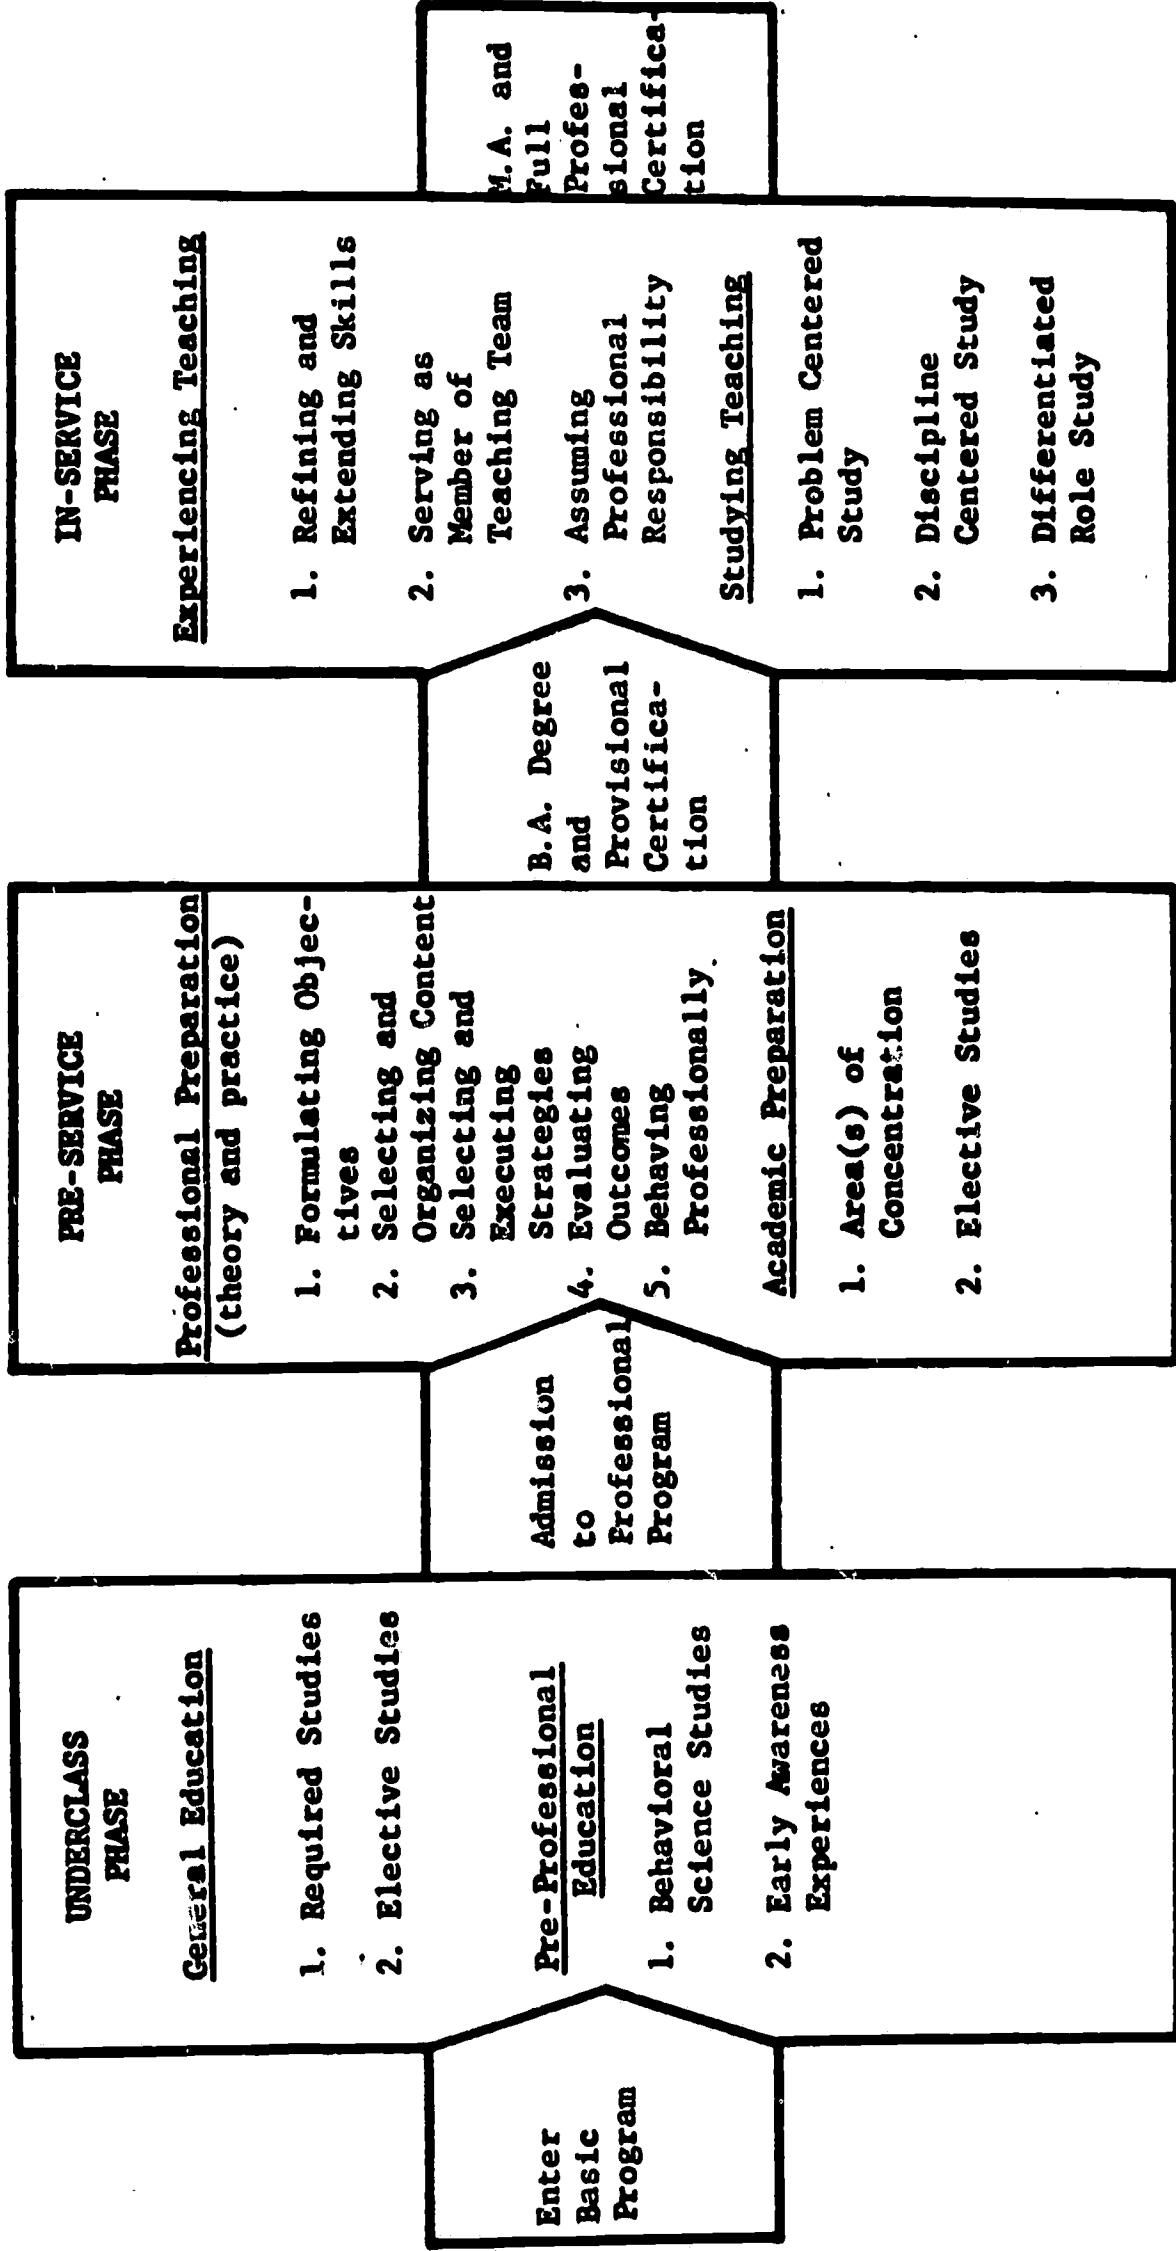 Enter
Basic
Program
UNDERCLASS
PHASE
General Education
1. Required Studies
2. Elective Studies
Pre-Professional
Education
1. Behavioral
Science Studies
2. Early Awareness
Experiences
Admission
to
Professional
Program
PRE-SERVICE
PHASE
Professional Preparation
(theory and practice)
1. Formulating Objec-
tives
2. Selecting and
Organizing Content
3. Selecting and
Executing
Strategies
4. Evaluating
Outcomes
5. Behaving
Professionally.
Academic Preparation
1. Area(s) of
Concentration
2. Elective Studies
B.A. Degree
and
Provisional
Certifica-
tion
IN-SERVICE
PHASE
Experiencing Teaching
1. Refining and
Extending Skills
2. Serving as
Member of
Teaching Team
3. Assuming
Professional
Responsibility
Studying Teaching
1. Problem Centered
Study
2. Discipline
Centered Study
3. Differentiated
Role Study
M.A. and
Full
Profes-
sional
Certifica-
tion